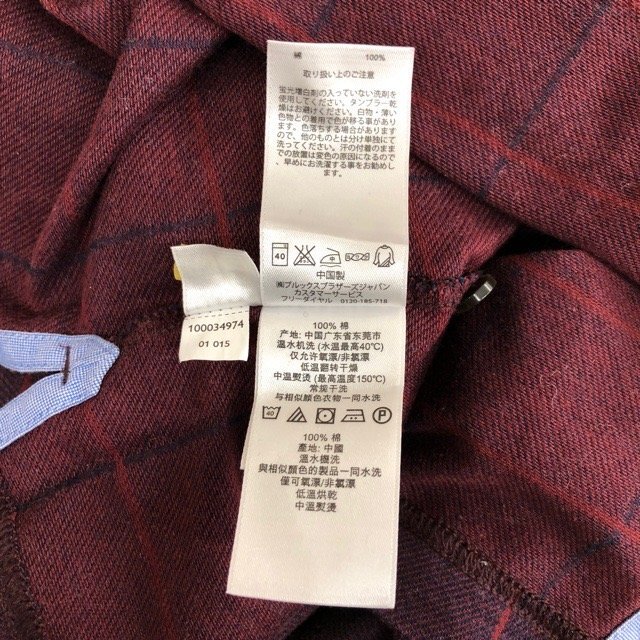 綿 100%
取り扱い上のご注意
蛍光増白剤の入っていない洗剤を
使用してください。タンブラー乾
燥はお避けください。白物・薄い
色物との着用で色が移る事があり
ます。色落ちする場合があります
ので、他のものとは分け単独にて
洗ってください。汗の付着のまま
での放置は変色の原因になるので
、早めにお洗濯する事をお勧めし
ます。
40
中国製
㈱ブルックスブラザーズジャパン
カスタマーサービス
フリーダイヤル 0120-185-718
100034974
01 015
100% 棉
产地: 中国广东省东莞市
温水机洗 (水温最高40℃)
仅允许氧漂/非氯漂
低温翻转干燥
中温熨烫 (最高温度150℃)
常规干洗
与相似颜色衣物一同水洗
40 P
100% 棉
產地: 中國
溫水機洗
與相似顏色的製品一同水洗
僅可氧漂/非氯漂
低溫烘乾
中溫熨燙